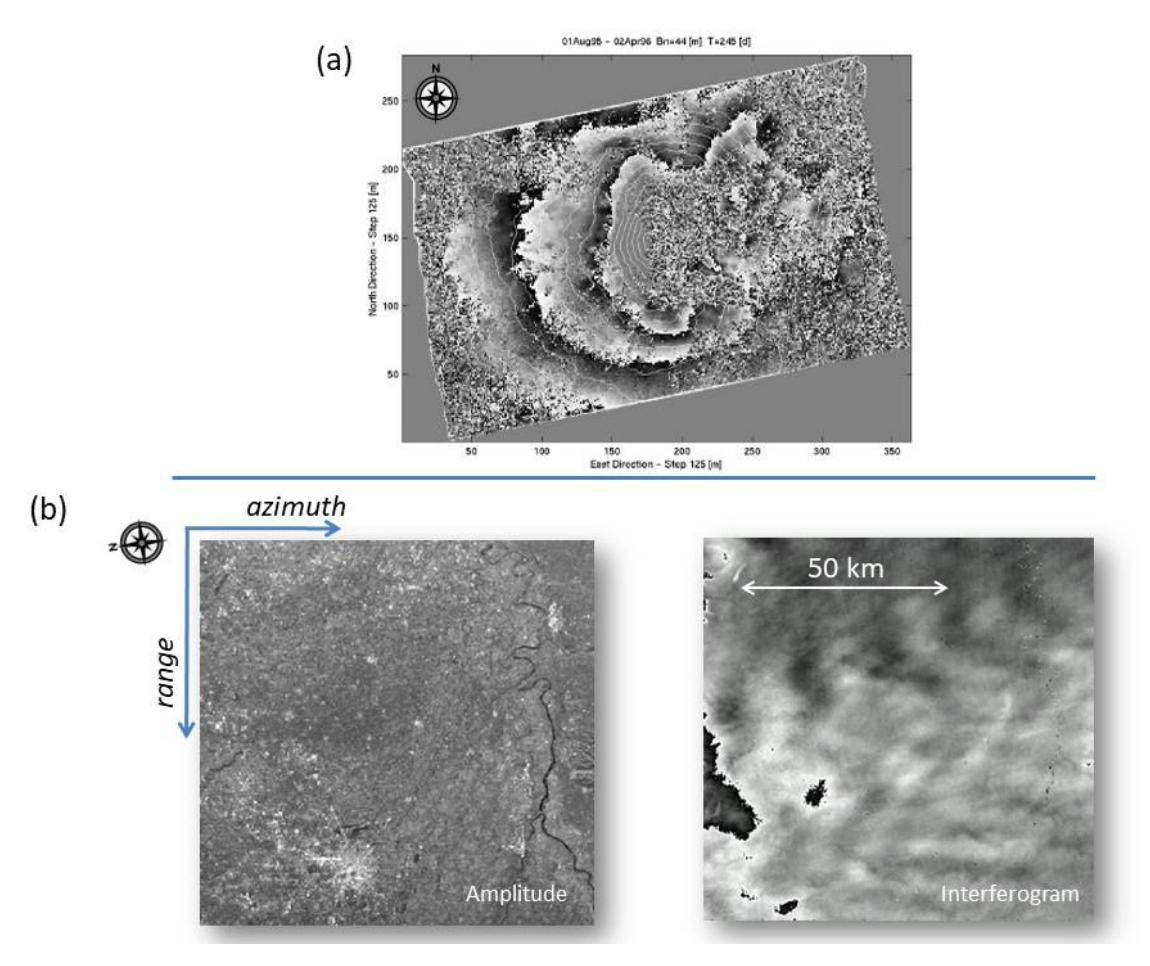 (a)
01Aug95 - 02Apr96 Bn=44 [m] T=245 [d]
N
250
200
150
100
50
North Direction - Step 125 [m]
50 100 150 200 250 300 350
East Direction - Step 125 [m]
(b)
azimuth
N
range
Amplitude
50 km
Interferogram